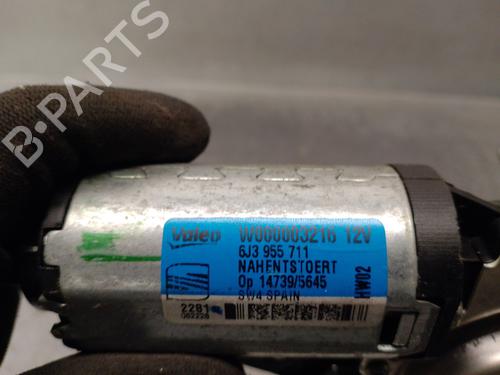 B-PARTS
Valeo W000003216 12V
6J3 955 711
NAHENTSTOERT
Op 14739/5645
SW4 SPAIN
HW02
2281